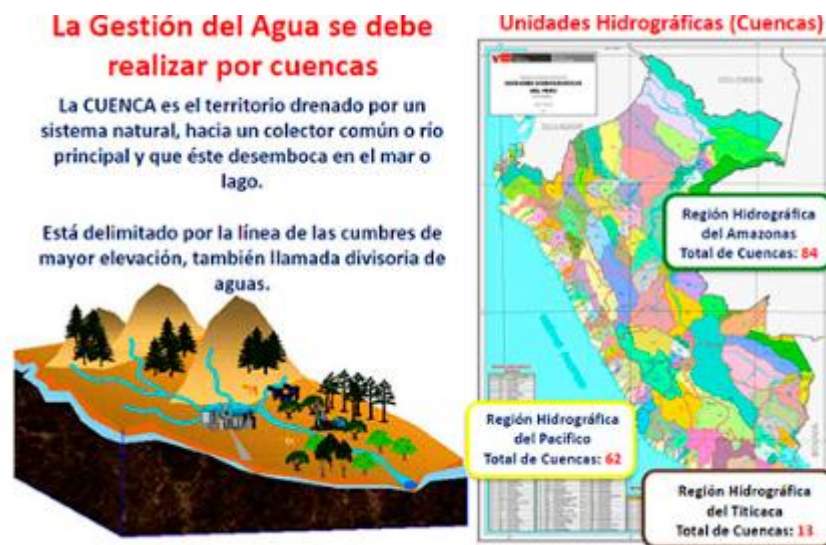 La Gestión del Agua se debe
realizar por cuencas
La CUENCA es el territorio drenado por un
sistema natural, hacia un colector común o río
principal y que éste desemboca en el mar o
lago.
Está delimitado por la línea de las cumbres de
mayor elevación, también llamada divisoria de
aguas.
Unidades Hidrográficas (Cuencas)
Región Hidrográfica
del Amazonas
Total de Cuencas: 84
Región Hidrográfica
del Pacífico
Total de Cuencas: 62
Región Hidrográfica
del Titicaca
Total de Cuencas: 13